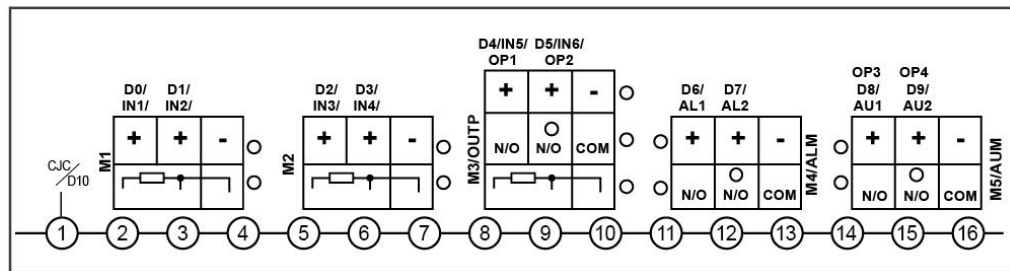 D4/IN5/ D5/IN6/
OP1 OP2
OP3 OP4
D0/ D1/
IN1/ IN2/
D2/ D3/
IN3/ IN4/
D6/ D7/
AL1 AL2
D8/ D9/
AU1 AU2
+ + -
+ + -
+ + -
+ + -
+ + -
M1
M2
M3/OUTP
N/O N/O COM
M4/ALM
N/O N/O COM
M5/AUM
N/O N/O COM
CJC/D10
1 2 3 4 5 6 7 8 9 10 11 12 13 14 15 16